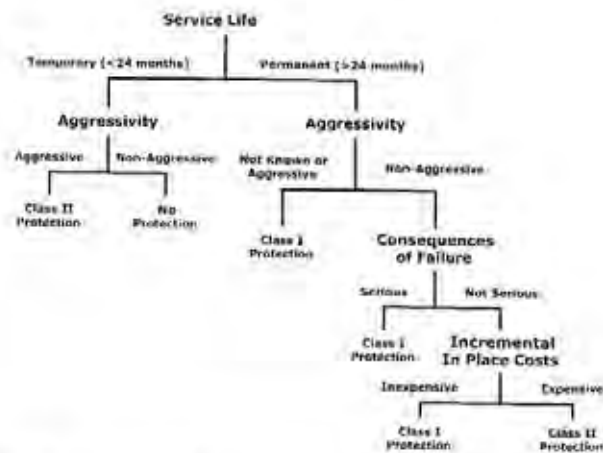 Service Life
Temporary (<24 months) Permanent (>24 months)
Aggressivity Aggressivity
Aggressive Non-Aggressive Not Known or Aggressive Non-Aggressive
Class II Protection No Protection
Class I Protection
Consequences
of Failure
Serious Not Serious
Class I Protection
Incremental
In Place Costs
Inexpensive Expensive
Class I Protection Class II Protection